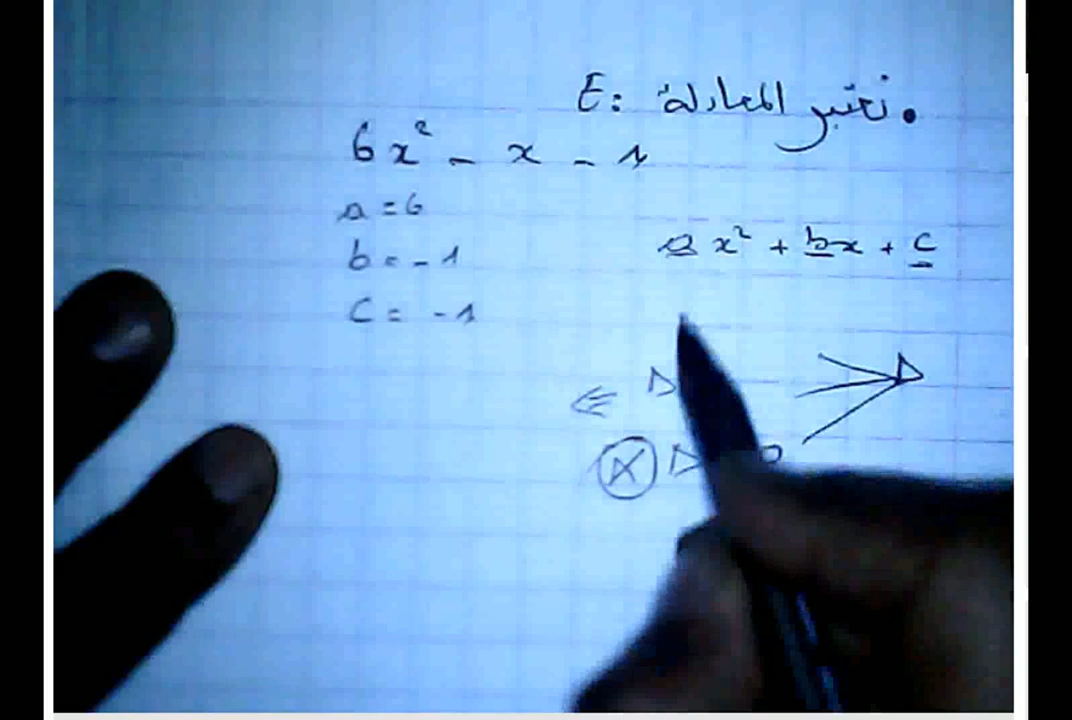 • نعتبر المعادلة :E
6x² - x - 1
a = 6
b = -1
c = -1
ax² + bx + c
Δ
Δ
Δ